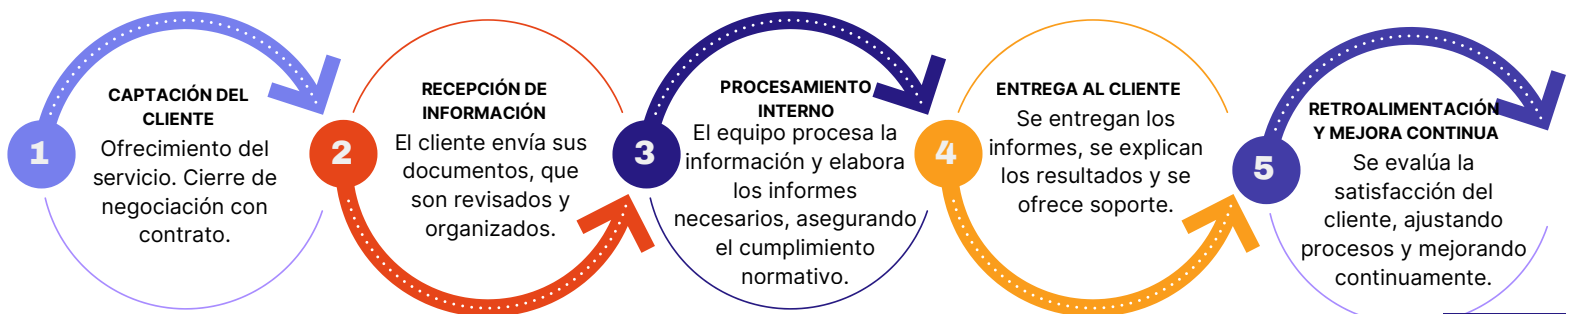 1
CAPTACIÓN DEL
CLIENTE
Ofrecimiento del
servicio. Cierre de
negociación con
contrato.
2
RECEPCIÓN DE
INFORMACIÓN
El cliente envía sus
documentos, que
son revisados y
organizados.
3
PROCESAMIENTO
INTERNO
El equipo procesa la
información y elabora
los informes
necesarios, asegurando
el cumplimiento
normativo.
4
ENTREGA AL CLIENTE
Se entregan los
informes, se explican
los resultados y se
ofrece soporte.
5
RETROALIMENTACIÓN
Y MEJORA CONTINUA
Se evalúa la
satisfacción del
cliente, ajustando
procesos y mejorando
continuamente.